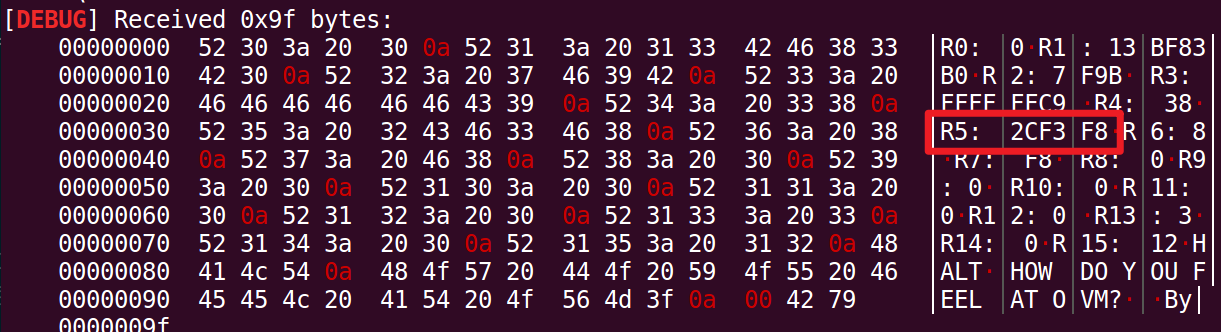 [DEBUG] Received 0x9f bytes:
00000000 52 30 3a 20 30 0a 52 31 3a 20 31 33 42 46 38 33 │R0: │0·R1│: 13│BF83│
00000010 42 30 0a 52 32 3a 20 37 46 39 42 0a 52 33 3a 20 │B0·R│2: 7│F9B·│R3: │
00000020 46 46 46 46 46 46 43 39 0a 52 34 3a 20 33 38 0a │FFFF│FFC9│·R4:│ 38·│
00000030 52 35 3a 20 32 43 46 33 46 38 0a 52 36 3a 20 38 │R5: │2CF3│F8·R│6: 8│
00000040 0a 52 37 3a 20 46 38 0a 52 38 3a 20 30 0a 52 39 │·R7:│ F8·│R8: │0·R9│
00000050 3a 20 30 0a 52 31 30 3a 20 30 0a 52 31 31 3a 20 │: 0·│R10:│ 0·R│11: │
00000060 30 0a 52 31 32 3a 20 30 0a 52 31 33 3a 20 33 0a │0·R1│2: 0│·R13│: 3·│
00000070 52 31 34 3a 20 30 0a 52 31 35 3a 20 31 32 0a 48 │R14:│ 0·R│15: │12·H│
00000080 41 4c 54 0a 48 4f 57 20 44 4f 20 59 4f 55 20 46 │ALT·│HOW │DO Y│OU F│
00000090 45 45 4c 20 41 54 20 4f 56 4d 3f 0a 00 42 79 │EEL │AT O│VM?·│·By│
0000009f